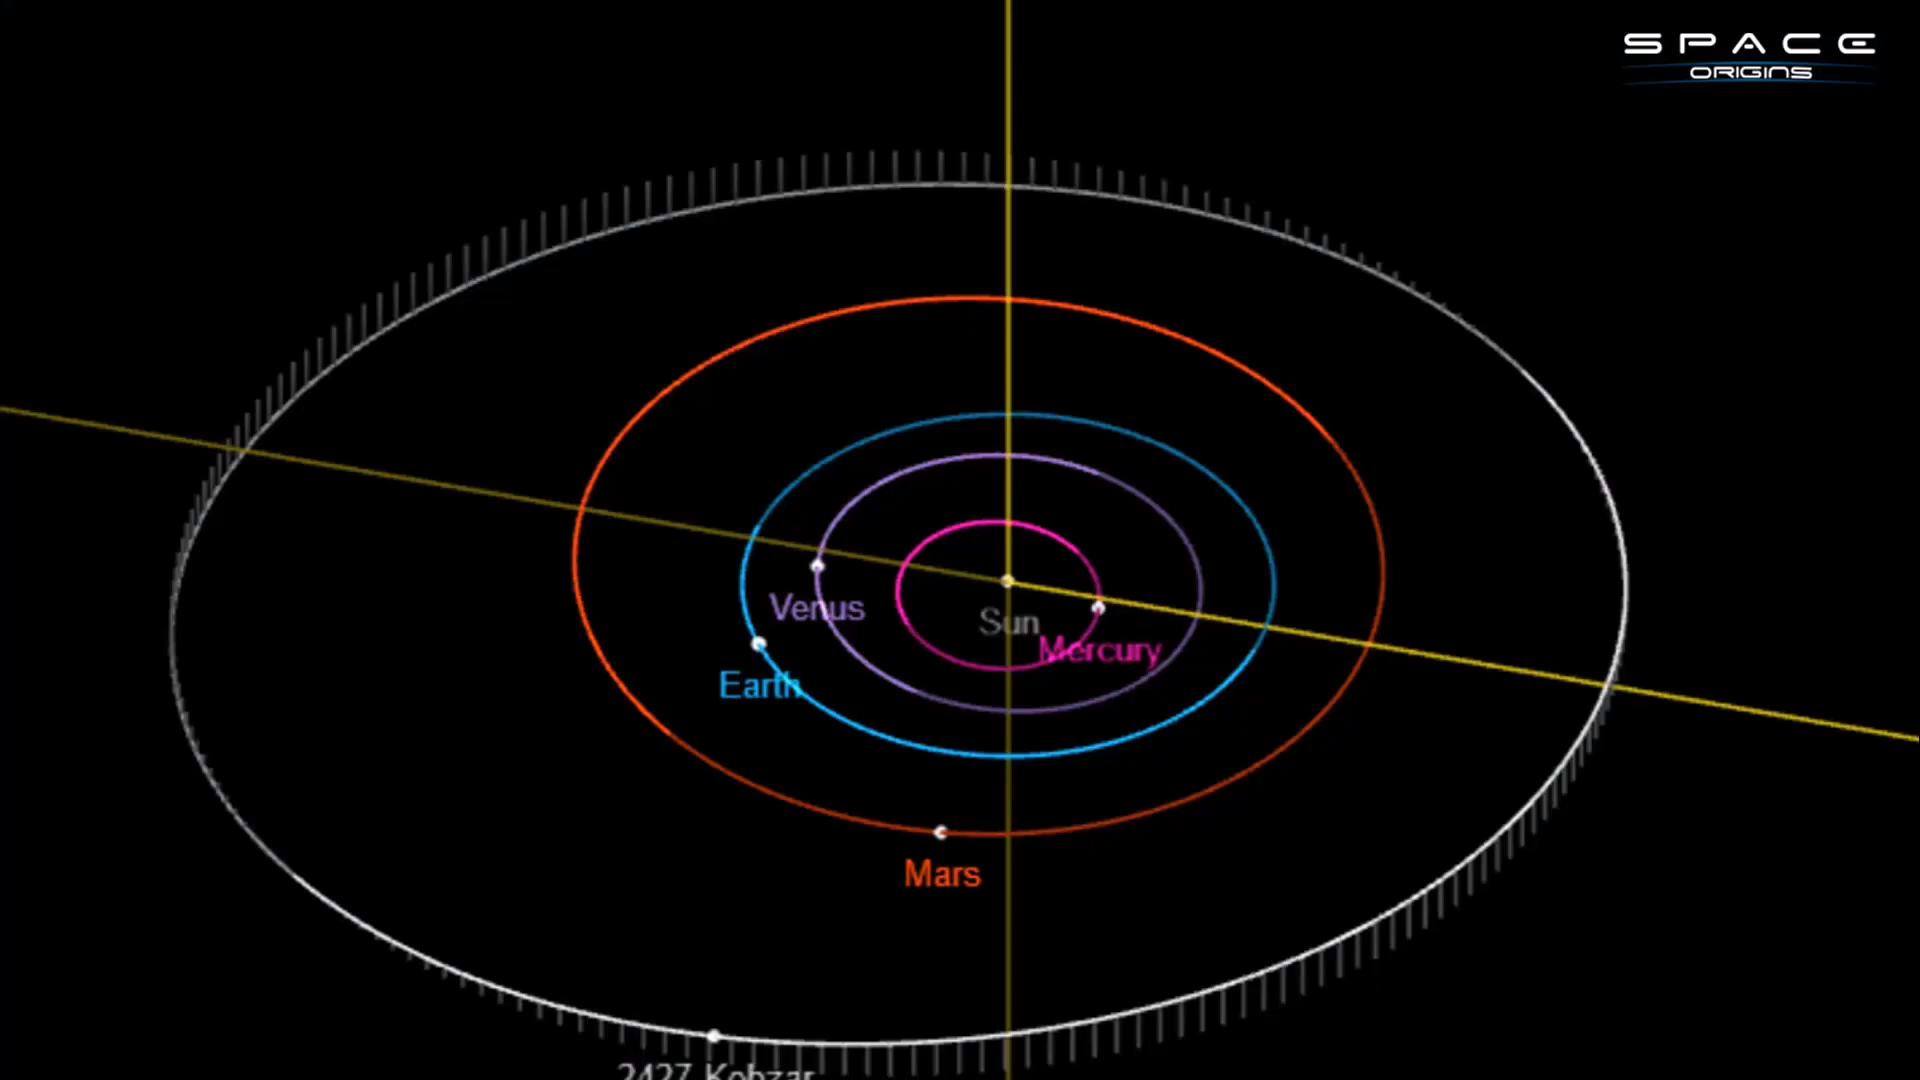 SPACE
ORIGINS
Venus
Sun
Mercury
Earth
Mars
2427 Kobzar